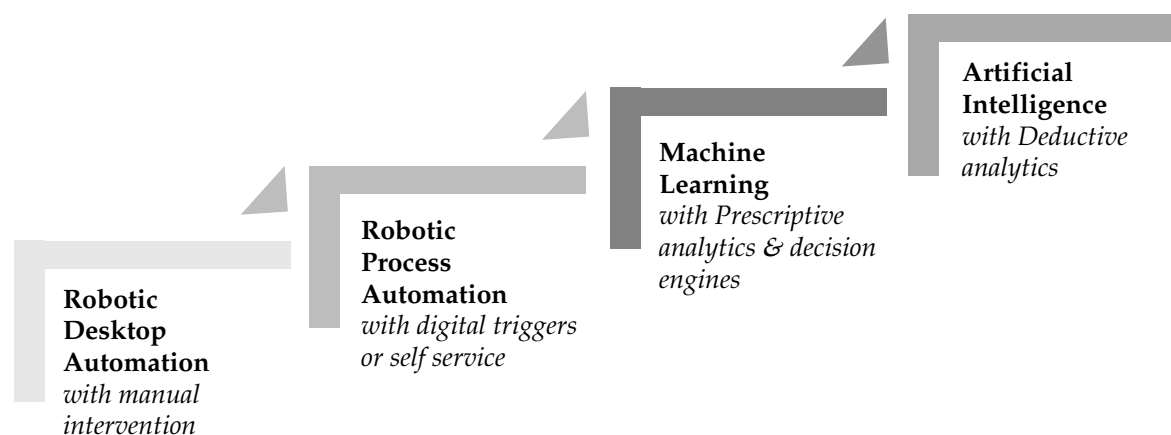 Robotic
Desktop
Automation
with manual
intervention
Robotic
Process
Automation
with digital triggers
or self service
Machine
Learning
with Prescriptive
analytics & decision
engines
Artificial
Intelligence
with Deductive
analytics